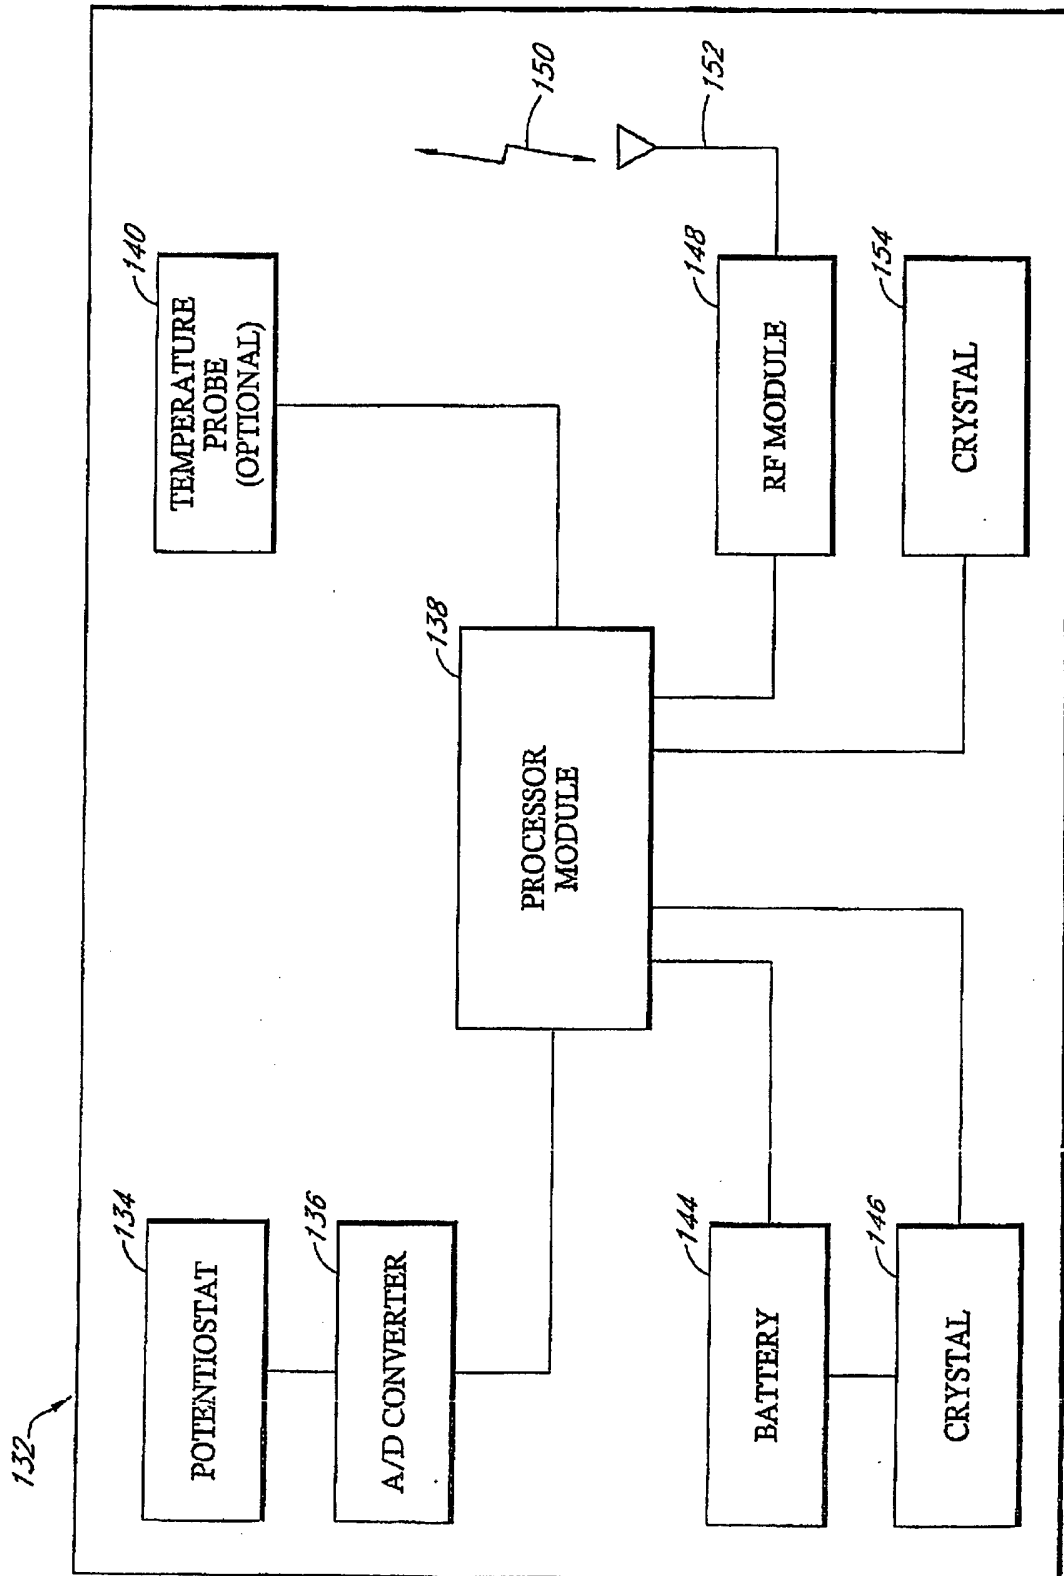 132
134
POTENTIOSTAT
136
A/D CONVERTER
138
PROCESSOR
MODULE
140
TEMPERATURE
PROBE
(OPTIONAL)
150
152
144
BATTERY
146
CRYSTAL
148
RF MODULE
154
CRYSTAL